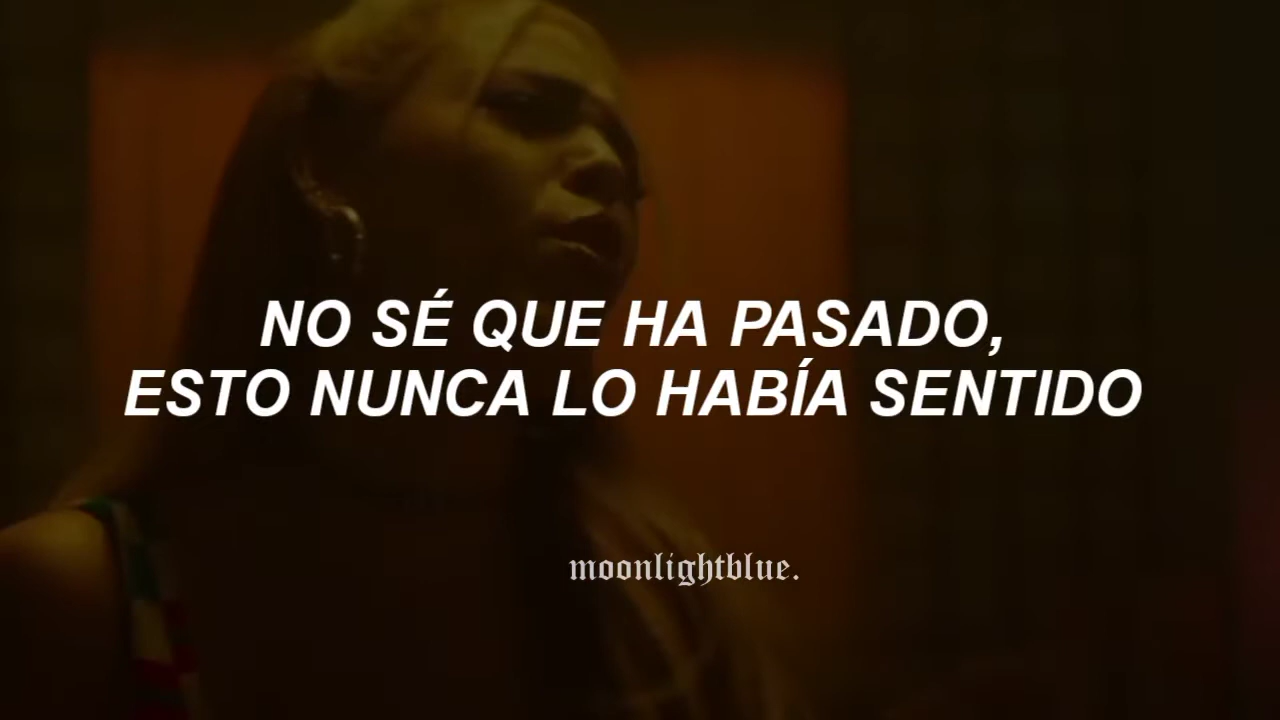 NO SÉ QUE HA PASADO,
ESTO NUNCA LO HABÍA SENTIDO
moonlightblue.